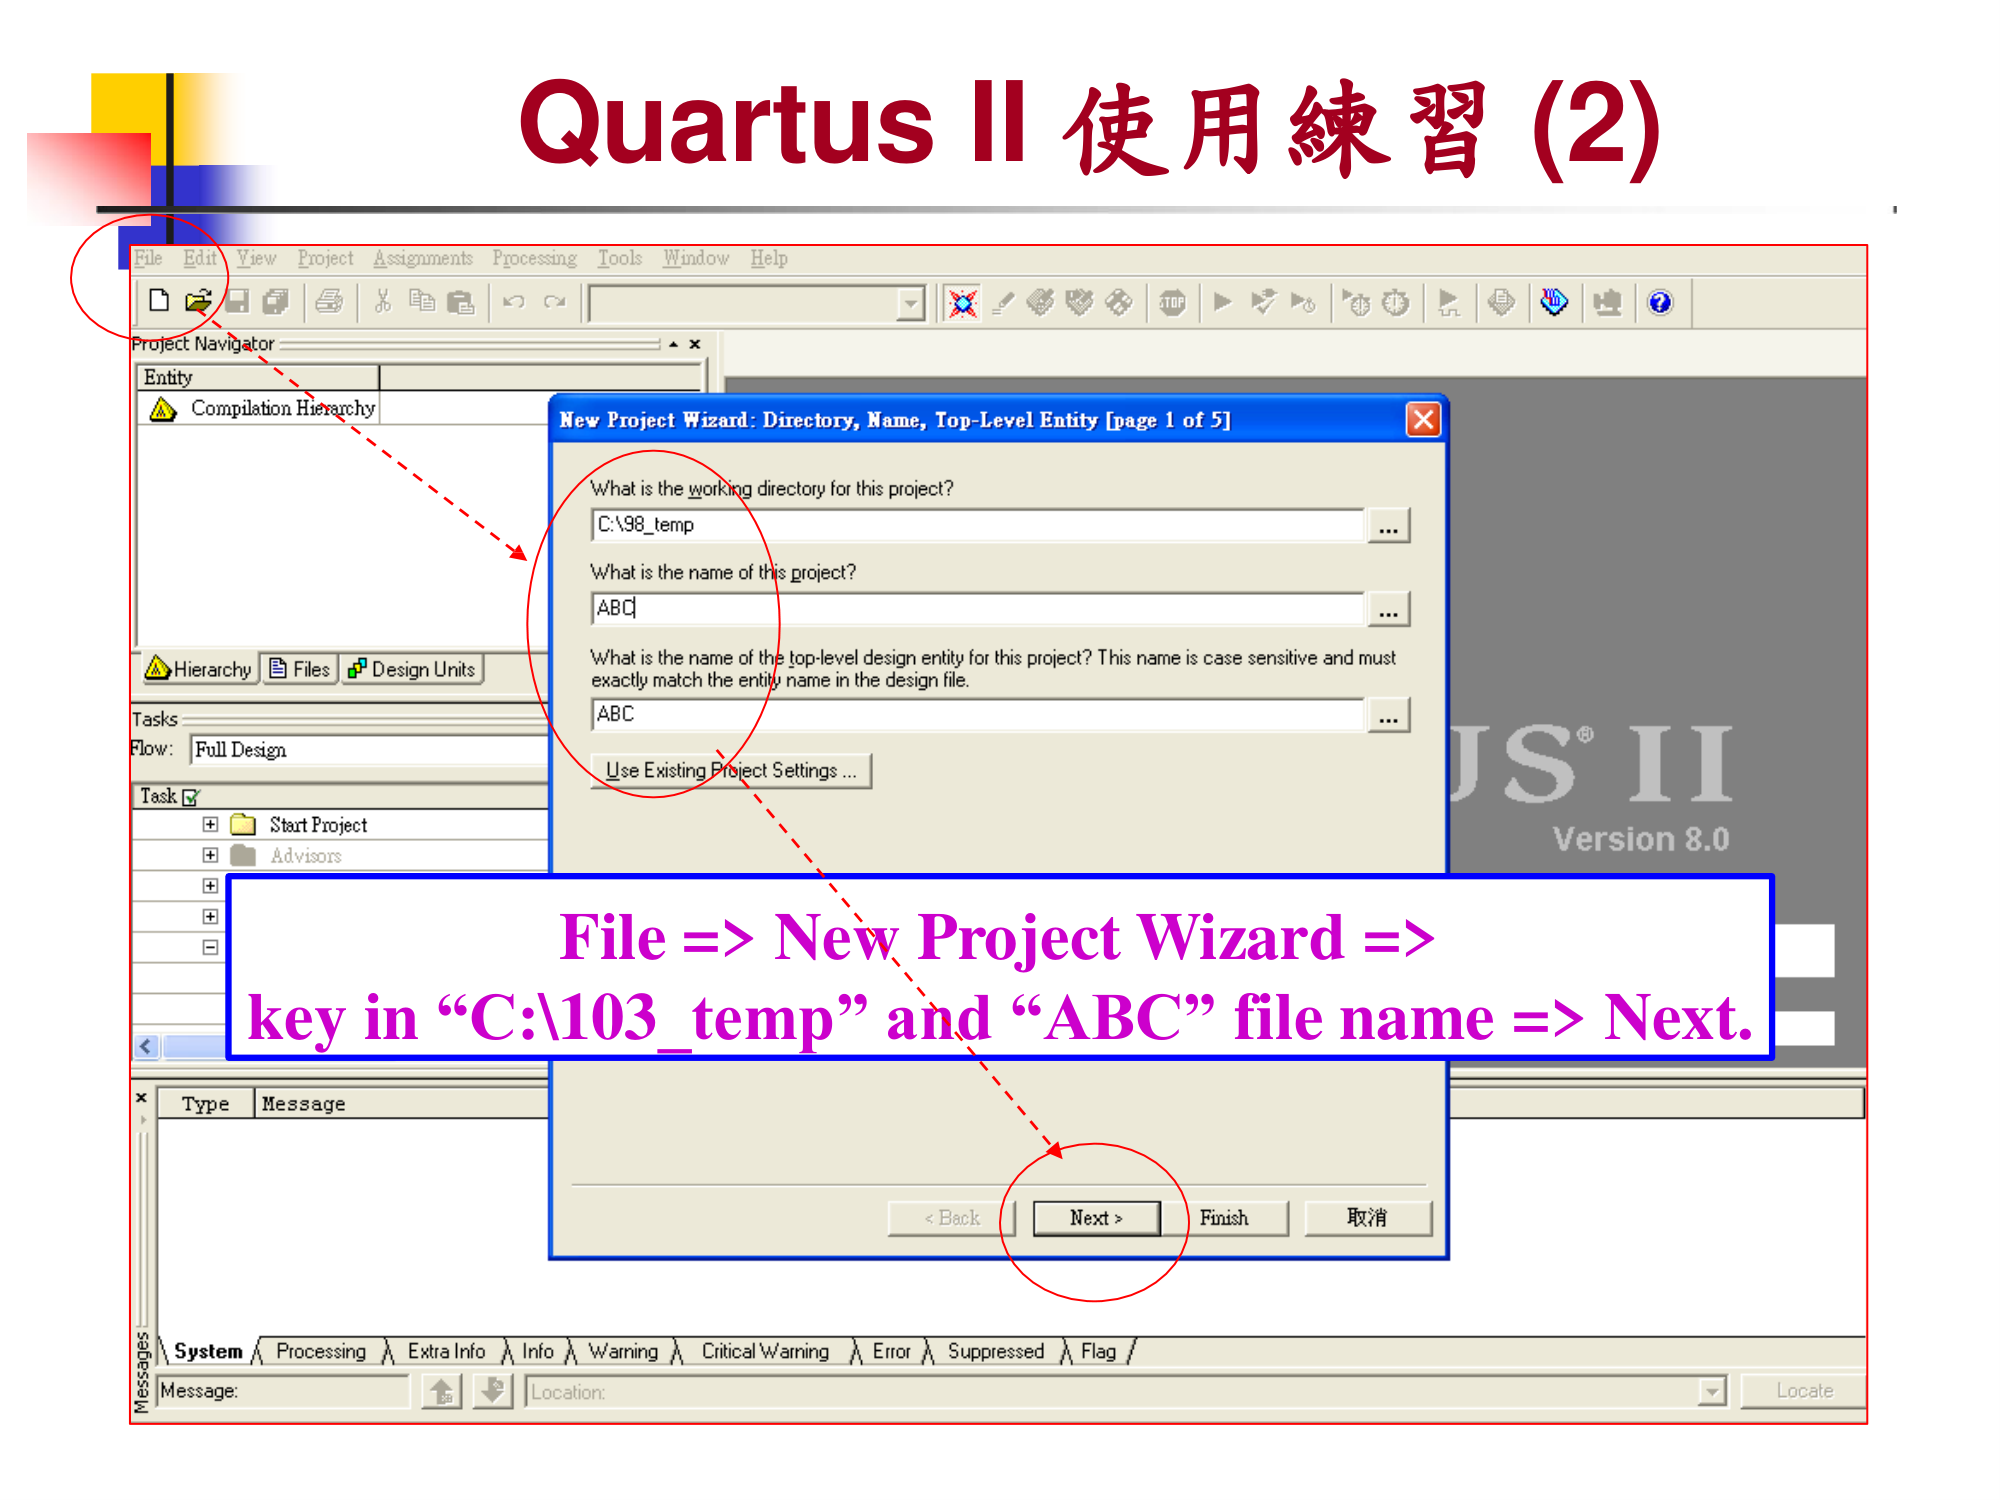 Quartus II 使用練習 (2)
File Edit View Project Assignments Processing Tools Window Help
STOP
Project Navigator
Entity
Compilation Hierarchy
Hierarchy Files Design Units
Tasks
Flow: Full Design
Task
Start Project
Advisors
New Project Wizard: Directory, Name, Top-Level Entity [page 1 of 5]
What is the working directory for this project?
C:\98_temp
...
What is the name of this project?
ABC
...
What is the name of the top-level design entity for this project? This name is case sensitive and must
exactly match the entity name in the design file.
ABC
...
Use Existing Project Settings ...
US® II
Version 8.0
File => New Project Wizard =>
key in “C:\103_temp” and “ABC” file name => Next.
< Back Next > Finish 取消
Type Message
System Processing Extra Info Info Warning Critical Warning Error Suppressed Flag
Messages
Message: Location: Locate